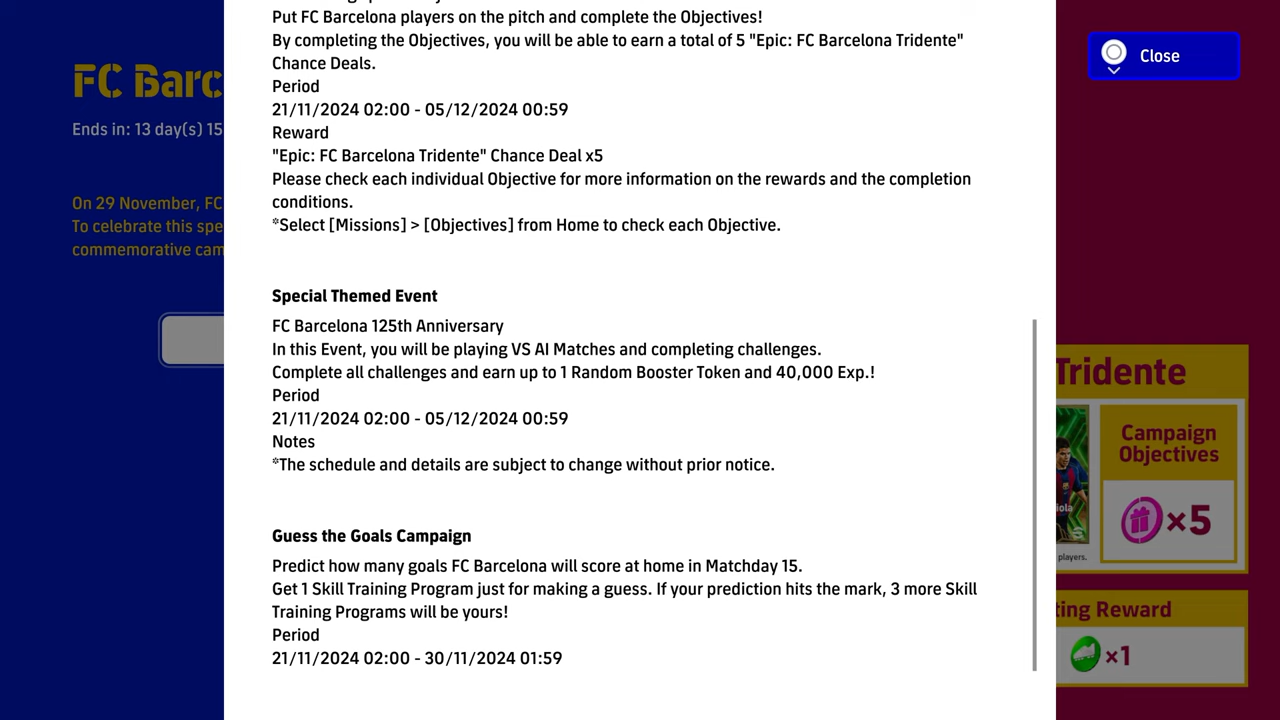 Put FC Barcelona players on the pitch and complete the Objectives!
By completing the Objectives, you will be able to earn a total of 5 "Epic: FC Barcelona Tridente"
Chance Deals.
Period
21/11/2024 02:00 - 05/12/2024 00:59
Reward
"Epic: FC Barcelona Tridente" Chance Deal x5
Please check each individual Objective for more information on the rewards and the completion
conditions.
*Select [Missions] > [Objectives] from Home to check each Objective.
Special Themed Event
FC Barcelona 125th Anniversary
In this Event, you will be playing VS AI Matches and completing challenges.
Complete all challenges and earn up to 1 Random Booster Token and 40,000 Exp.!
Period
21/11/2024 02:00 - 05/12/2024 00:59
Notes
*The schedule and details are subject to change without prior notice.
Guess the Goals Campaign
Predict how many goals FC Barcelona will score at home in Matchday 15.
Get 1 Skill Training Program just for making a guess. If your prediction hits the mark, 3 more Skill
Training Programs will be yours!
Period
21/11/2024 02:00 - 30/11/2024 01:59
FC Barc
Ends in: 13 day(s) 15
On 29 November, FC
To celebrate this spe
commemorative cam
Close
Tridente
Campaign
Objectives
×5
players.
ting Reward
×1